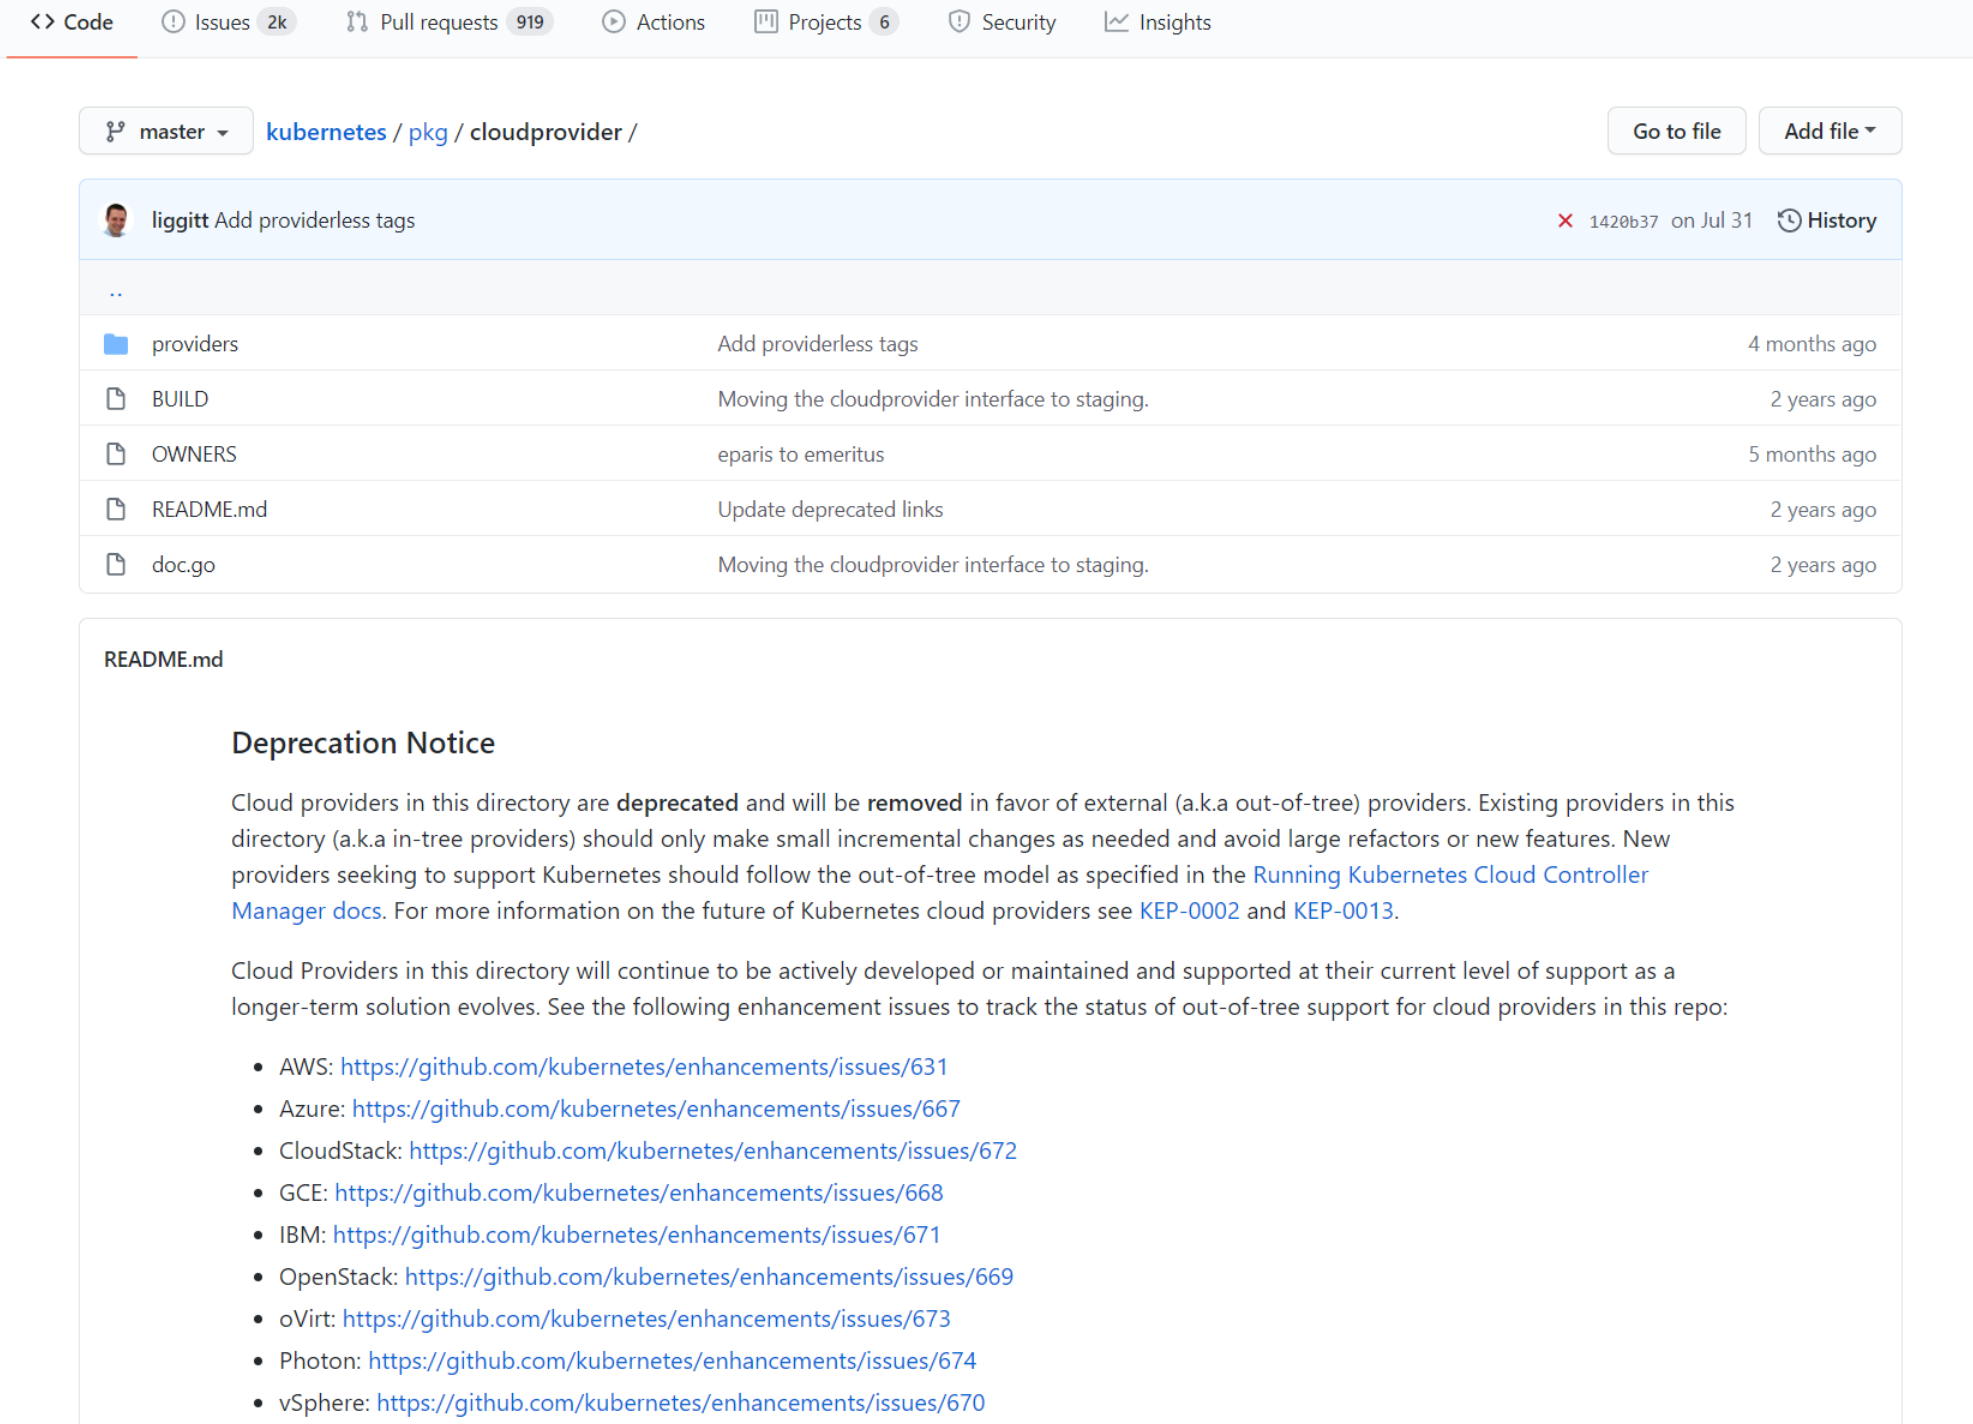 Code Issues 2k Pull requests 919 Actions Projects 6 Security Insights
master kubernetes / pkg / cloudprovider / Go to file Add file
liggitt Add providerless tags 1420b37 on Jul 31 History
..
providers Add providerless tags 4 months ago
BUILD Moving the cloudprovider interface to staging. 2 years ago
OWNERS eparis to emeritus 5 months ago
README.md Update deprecated links 2 years ago
doc.go Moving the cloudprovider interface to staging. 2 years ago
README.md
Deprecation Notice
Cloud providers in this directory are deprecated and will be removed in favor of external (a.k.a out-of-tree) providers. Existing providers in this
directory (a.k.a in-tree providers) should only make small incremental changes as needed and avoid large refactors or new features. New
providers seeking to support Kubernetes should follow the out-of-tree model as specified in the Running Kubernetes Cloud Controller
Manager docs. For more information on the future of Kubernetes cloud providers see KEP-0002 and KEP-0013.
Cloud Providers in this directory will continue to be actively developed or maintained and supported at their current level of support as a
longer-term solution evolves. See the following enhancement issues to track the status of out-of-tree support for cloud providers in this repo:
• AWS: https://github.com/kubernetes/enhancements/issues/631
• Azure: https://github.com/kubernetes/enhancements/issues/667
• CloudStack: https://github.com/kubernetes/enhancements/issues/672
• GCE: https://github.com/kubernetes/enhancements/issues/668
• IBM: https://github.com/kubernetes/enhancements/issues/671
• OpenStack: https://github.com/kubernetes/enhancements/issues/669
• oVirt: https://github.com/kubernetes/enhancements/issues/673
• Photon: https://github.com/kubernetes/enhancements/issues/674
• vSphere: https://github.com/kubernetes/enhancements/issues/670